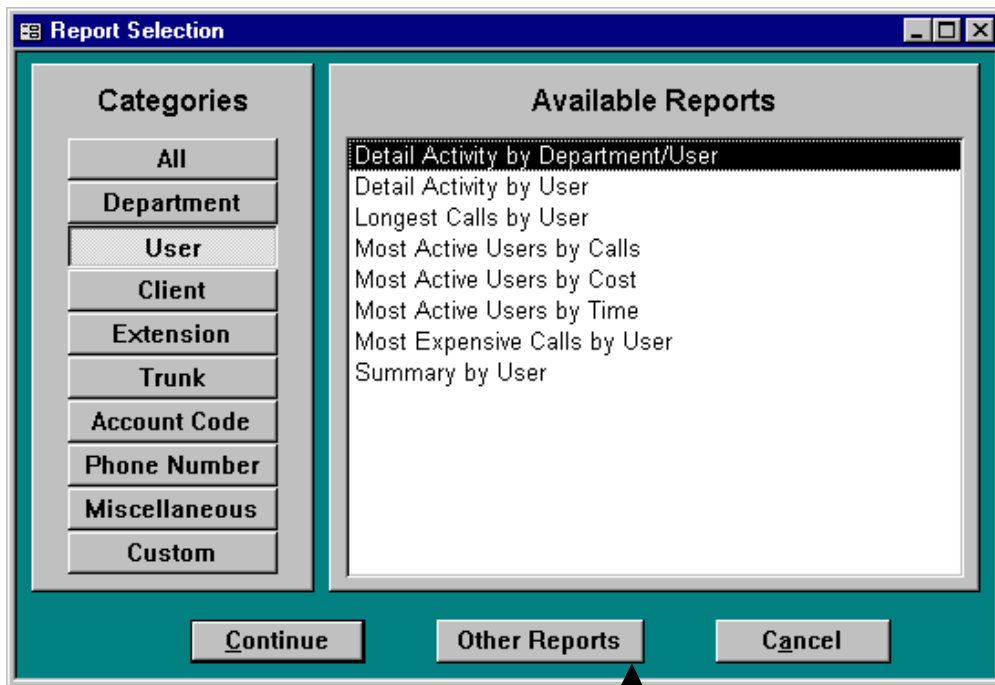 Report Selection
Categories
All
Department
User
Client
Extension
Trunk
Account Code
Phone Number
Miscellaneous
Custom
Available Reports
Detail Activity by Department/User
Detail Activity by User
Longest Calls by User
Most Active Users by Calls
Most Active Users by Cost
Most Active Users by Time
Most Expensive Calls by User
Summary by User
Continue
Other Reports
Cancel